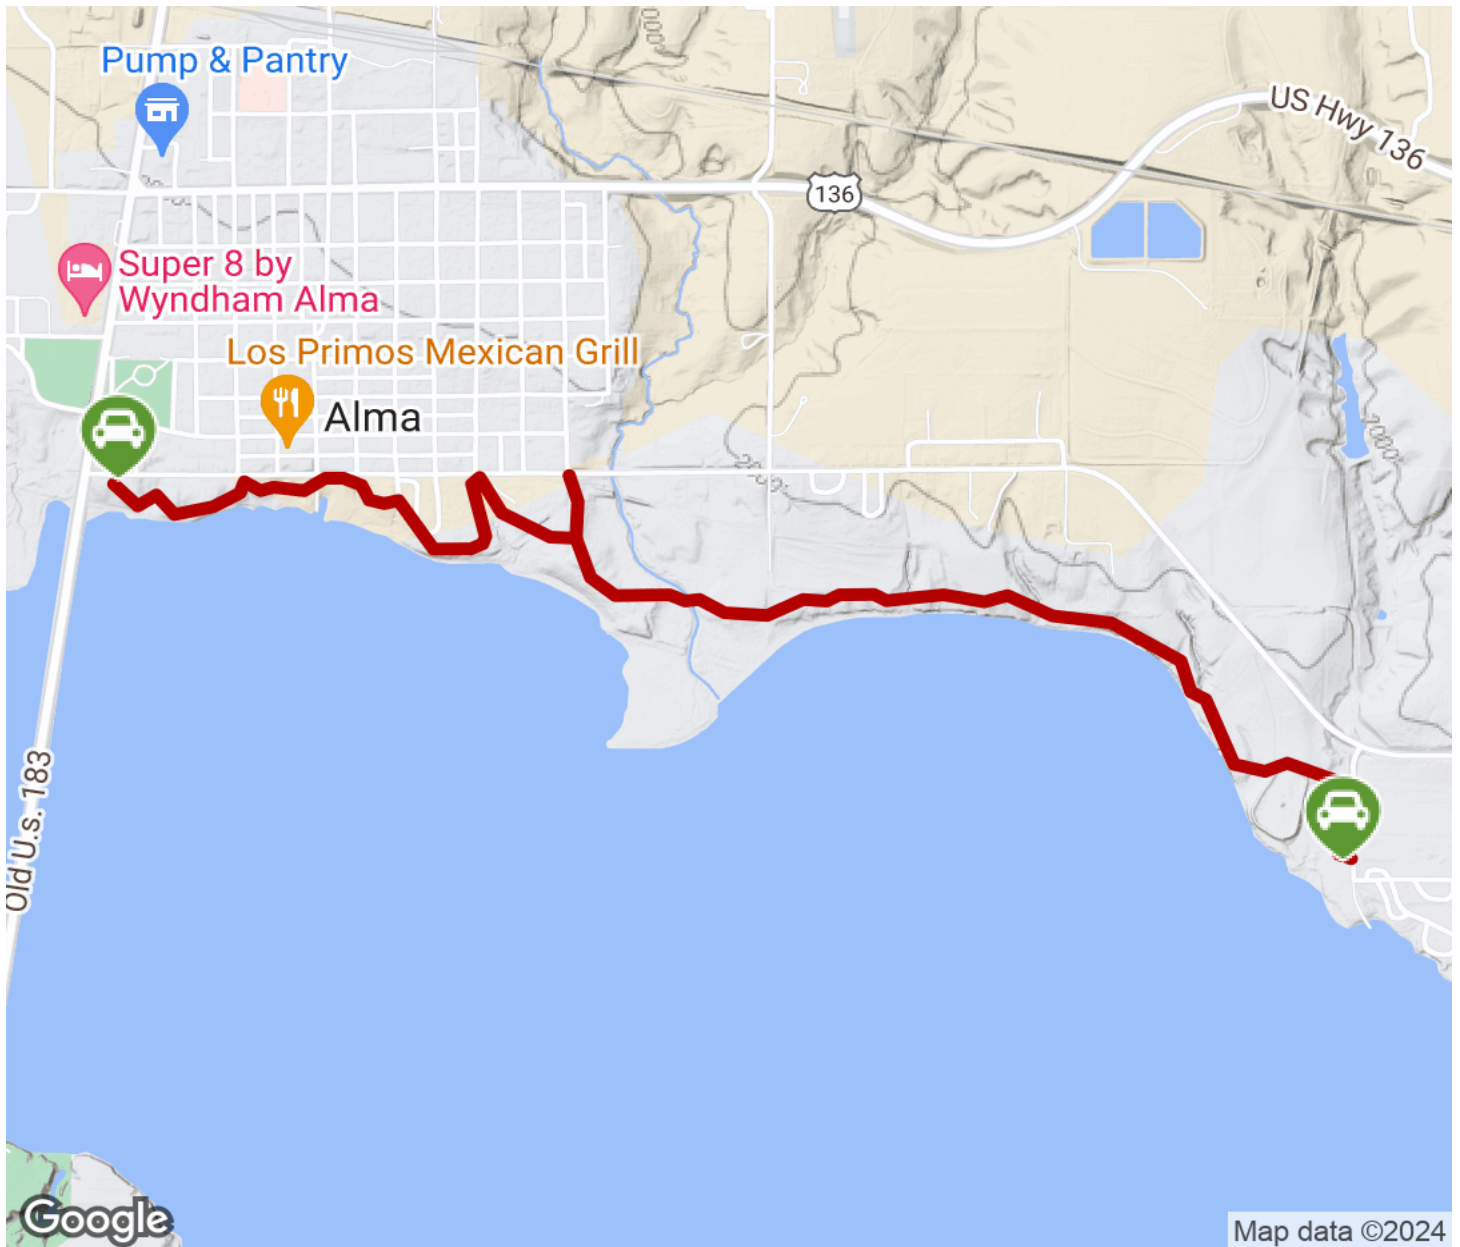 Pump & Pantry
US Hwy 136
136
Super 8 by
Wyndham Alma
Los Primos Mexican Grill
Alma
2000'
Old U.s. 183
Google
Map data ©2024